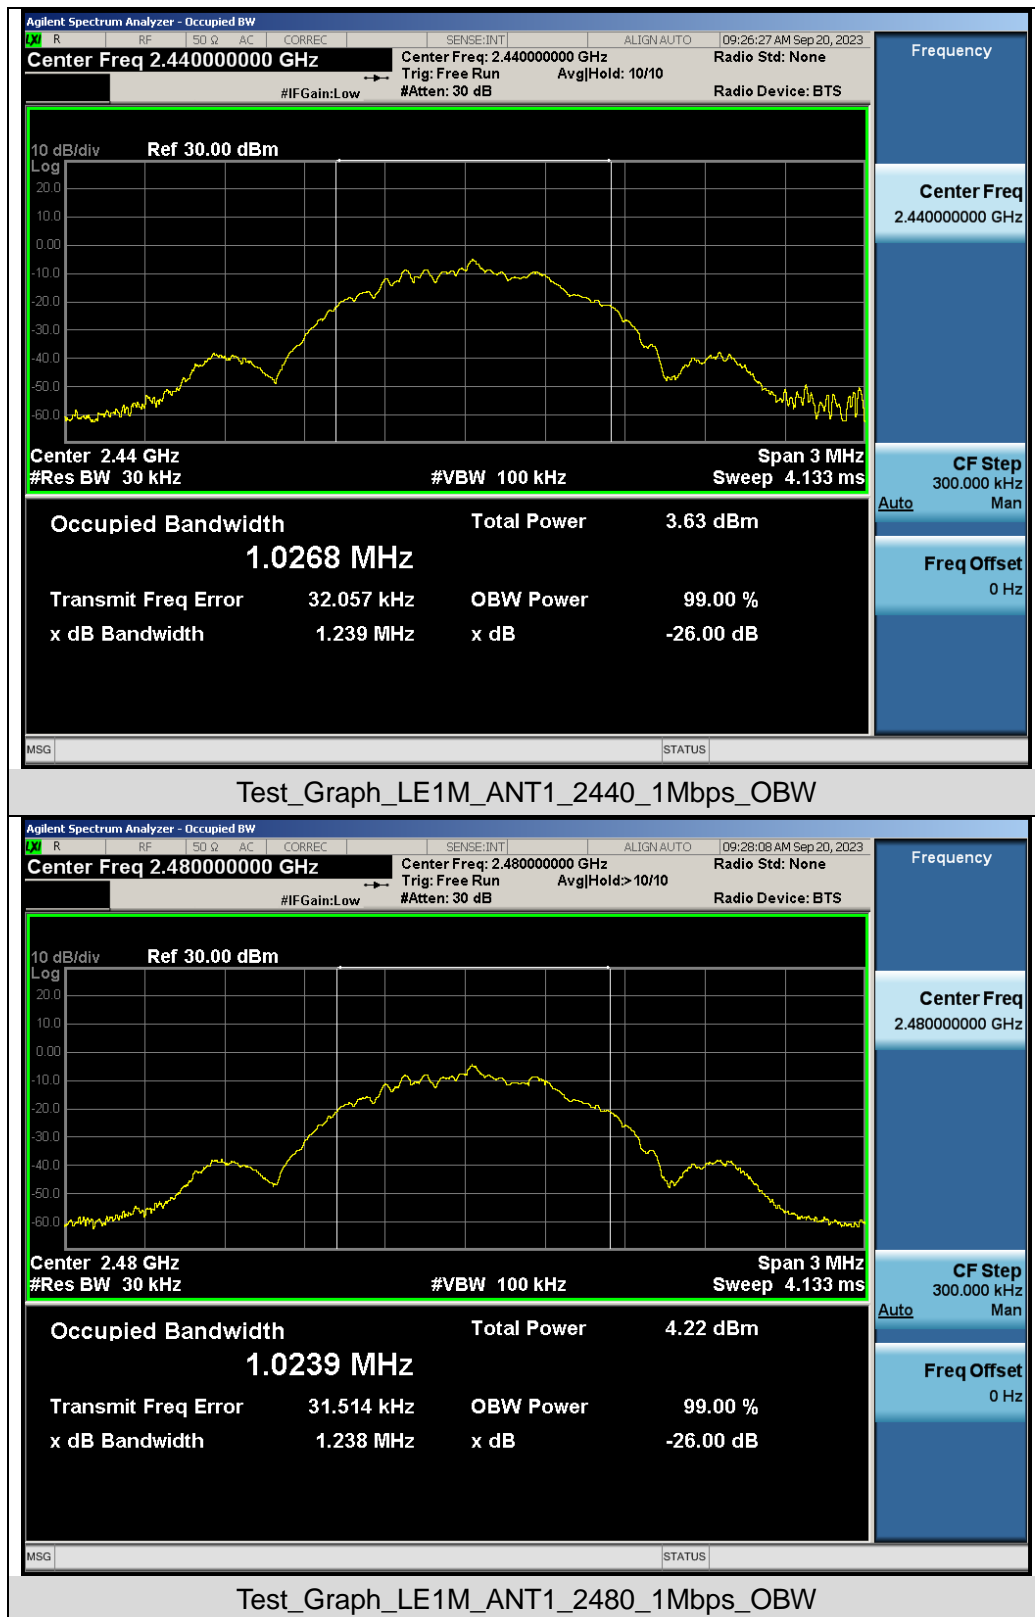 Agilent Spectrum Analyzer - Occupied BW
LXI R RF 50 Ω AC CORREC SENSE:INT ALIGN AUTO 09:26:27 AM Sep 20, 2023
Center Freq 2.440000000 GHz
Center Freq: 2.440000000 GHz
Radio Std: None
Trig: Free Run Avg|Hold: 10/10
#IFGain:Low #Atten: 30 dB Radio Device: BTS
Frequency
10 dB/div Ref 30.00 dBm
Log
20.0
10.0
0.00
-10.0
-20.0
-30.0
-40.0
-50.0
-60.0
Center 2.44 GHz Span 3 MHz
#Res BW 30 kHz #VBW 100 kHz Sweep 4.133 ms
Center Freq
2.440000000 GHz
CF Step
300.000 kHz
Auto Man
Freq Offset
0 Hz
Occupied Bandwidth Total Power 3.63 dBm
1.0268 MHz
Transmit Freq Error 32.057 kHz OBW Power 99.00 %
x dB Bandwidth 1.239 MHz x dB -26.00 dB
MSG STATUS
Test_Graph_LE1M_ANT1_2440_1Mbps_OBW
Agilent Spectrum Analyzer - Occupied BW
LXI R RF 50 Ω AC CORREC SENSE:INT ALIGN AUTO 09:28:08 AM Sep 20, 2023
Center Freq 2.480000000 GHz
Center Freq: 2.480000000 GHz
Radio Std: None
Trig: Free Run Avg|Hold:>10/10
#IFGain:Low #Atten: 30 dB Radio Device: BTS
Frequency
10 dB/div Ref 30.00 dBm
Log
20.0
10.0
0.00
-10.0
-20.0
-30.0
-40.0
-50.0
-60.0
Center 2.48 GHz Span 3 MHz
#Res BW 30 kHz #VBW 100 kHz Sweep 4.133 ms
Center Freq
2.480000000 GHz
CF Step
300.000 kHz
Auto Man
Freq Offset
0 Hz
Occupied Bandwidth Total Power 4.22 dBm
1.0239 MHz
Transmit Freq Error 31.514 kHz OBW Power 99.00 %
x dB Bandwidth 1.238 MHz x dB -26.00 dB
MSG STATUS
Test_Graph_LE1M_ANT1_2480_1Mbps_OBW